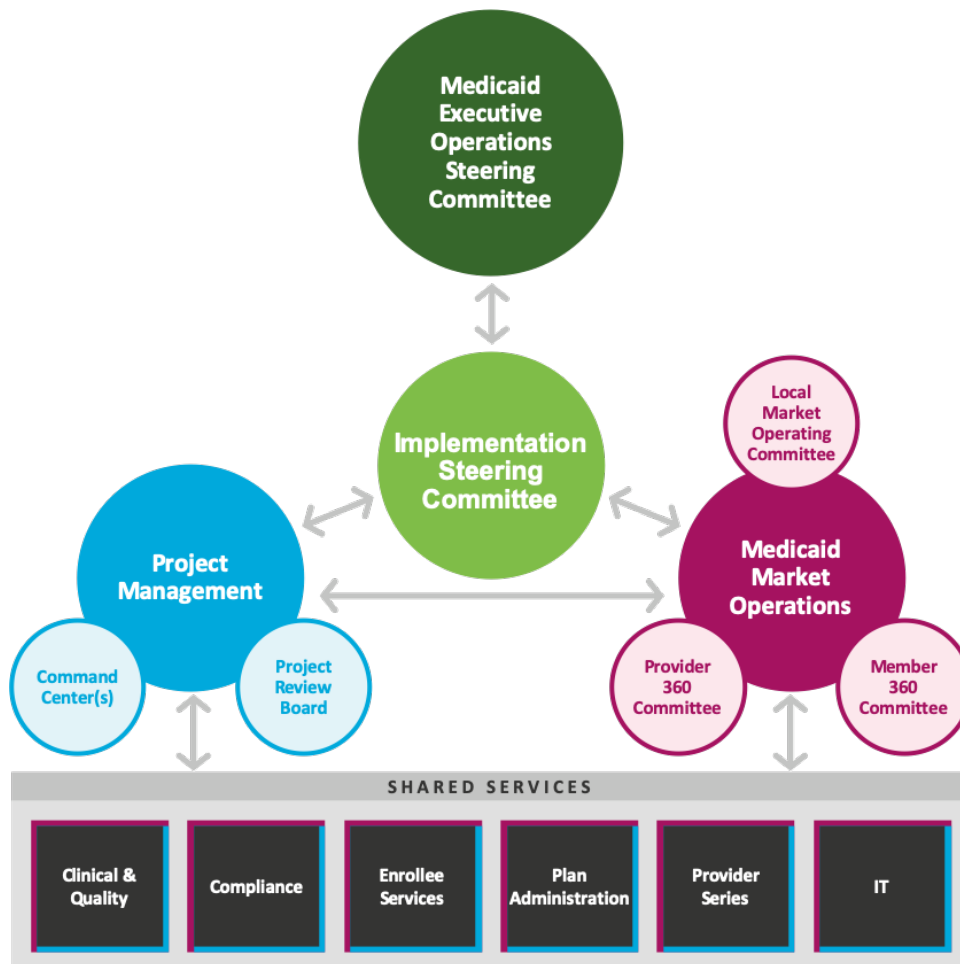 Medicaid
Executive
Operations
Steering
Committee
Implementation
Steering
Committee
Local
Market
Operating
Committee
Project
Management
Medicaid
Market
Operations
Command
Center(s)
Project
Review
Board
Provider
360
Committee
Member
360
Committee
SHARED SERVICES
Clinical &
Quality
Compliance
Enrollee
Services
Plan
Administration
Provider
Series
IT